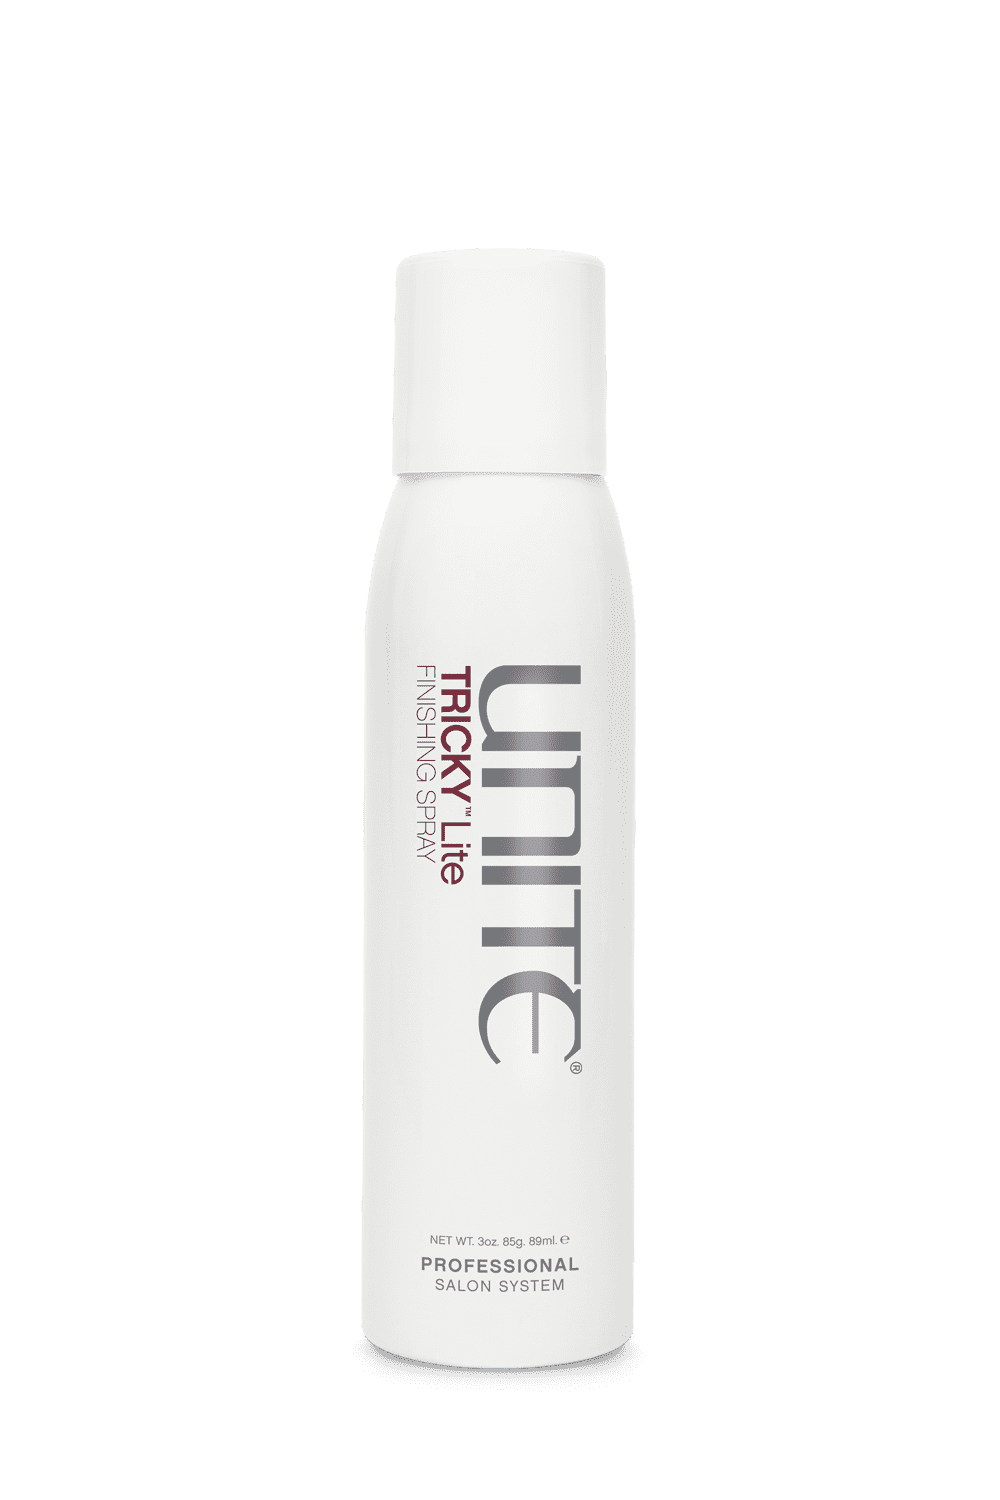 UNITE®
TRICKY™ Lite
FINISHING SPRAY
NET WT. 3oz. 85g. 89ml. ℮
PROFESSIONAL
SALON SYSTEM